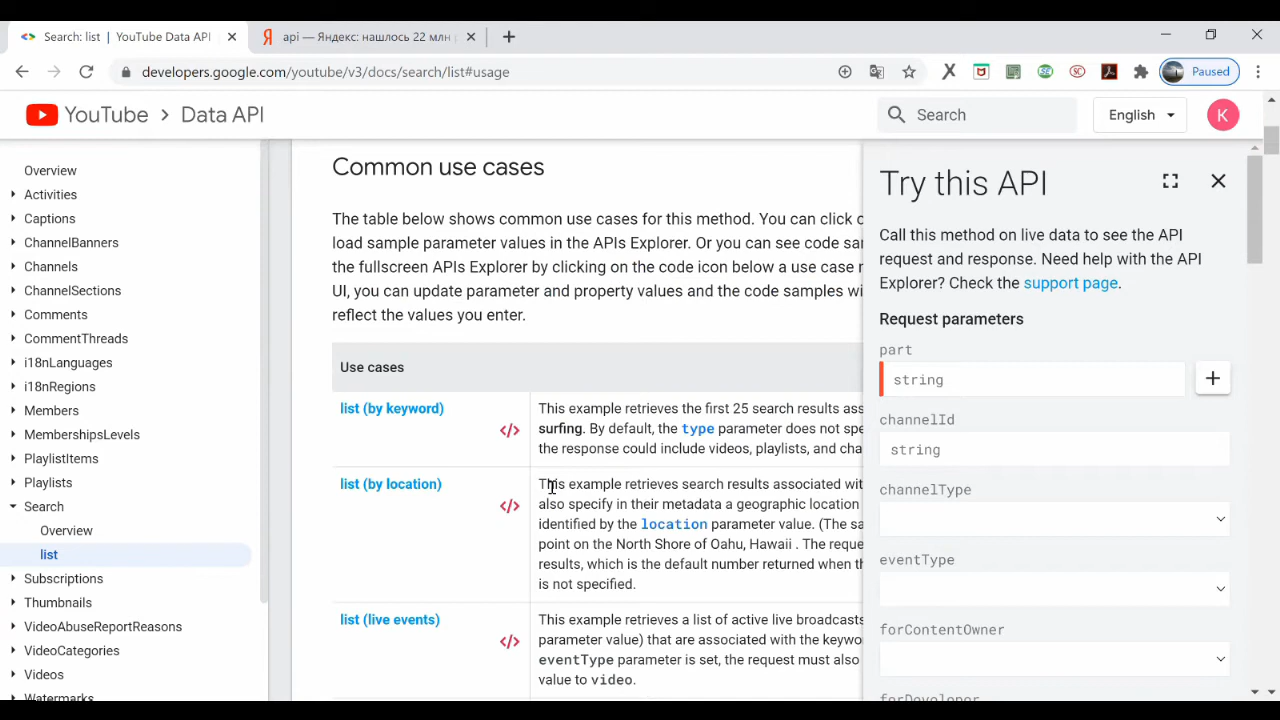 Search: list | YouTube Data API
api — Яндекс: нашлось 22 млн
developers.google.com/youtube/v3/docs/search/list#usage
Paused
YouTube > Data API
Search
English
K
Overview
Activities
Captions
ChannelBanners
Channels
ChannelSections
Comments
CommentThreads
i18nLanguages
i18nRegions
Members
MembershipsLevels
PlaylistItems
Playlists
Search
Overview
list
Subscriptions
Thumbnails
VideoAbuseReportReasons
VideoCategories
Videos
Watermarks
Common use cases
The table below shows common use cases for this method. You can click
load sample parameter values in the APIs Explorer. Or you can see code
the fullscreen APIs Explorer by clicking on the code icon below a use case
UI, you can update parameter and property values and the code samples
reflect the values you enter.
Use cases
list (by keyword)
</>
This example retrieves the first 25 search results
surfing. By default, the type parameter does not
the response could include videos, playlists, and
list (by location)
</>
This example retrieves search results associated
also specify in their metadata a geographic location
identified by the location parameter value. (The
point on the North Shore of Oahu, Hawaii . The
results, which is the default number returned when
is not specified.
list (live events)
</>
This example retrieves a list of active live broadcasts
parameter value) that are associated with the
eventType parameter is set, the request must also
value to video.
Try this API
Call this method on live data to see the API
request and response. Need help with the API
Explorer? Check the support page.
Request parameters
part
string
channelId
string
channelType
eventType
forContentOwner
forDeveloper